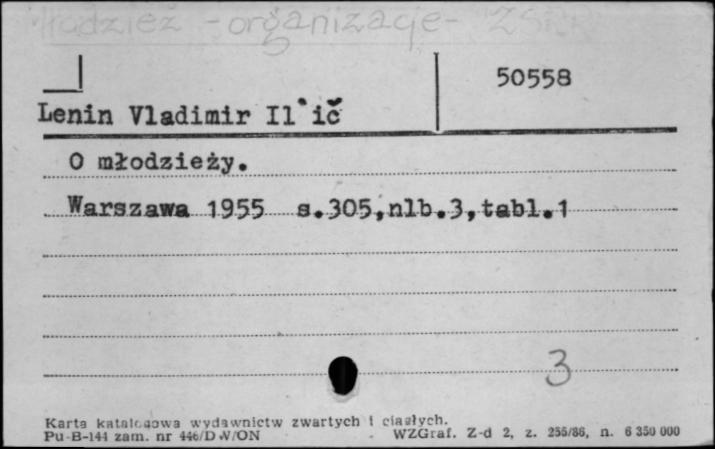 Młodzież - organizacje - ZSRR
50558
Lenin Vladimir Il'ič
O młodzieży.
Warszawa 1955 s.305,nlb.3,tabl.1
3
Karta katalogowa wydawnictw zwartych i ciągłych.
Pu-B-144 zam. nr 446/D.W/ON WZGraf. Z-d 2, z. 255/86, n. 6 350 000